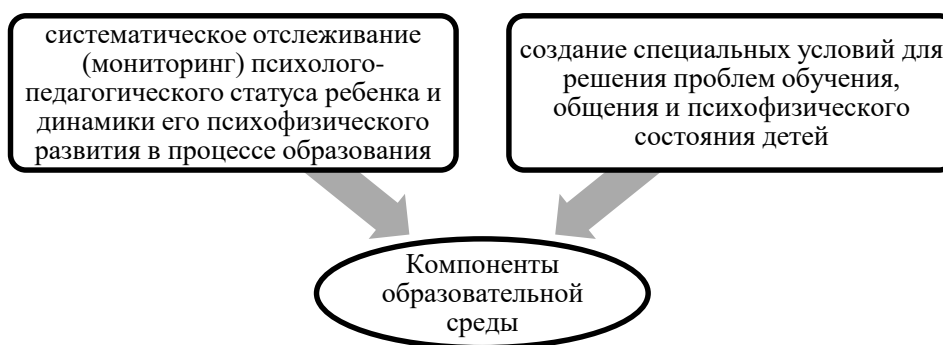 систематическое отслеживание
(мониторинг) психолого-
педагогического статуса ребенка и
динамики его психофизического
развития в процессе образования
создание специальных условий для
решения проблем обучения,
общения и психофизического
состояния детей
Компоненты
образовательной
среды